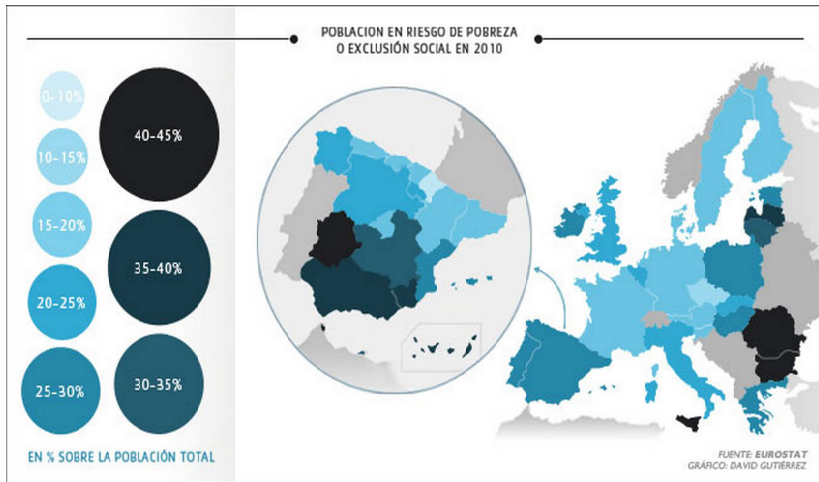 POBLACION EN RIESGO DE POBREZA
O EXCLUSIÓN SOCIAL EN 2010
0-10%
10-15%
15-20%
20-25%
25-30%
40-45%
35-40%
30-35%
EN % SOBRE LA POBLACIÓN TOTAL
FUENTE: EUROSTAT
GRÁFICO: DAVID GUTIÉRREZ